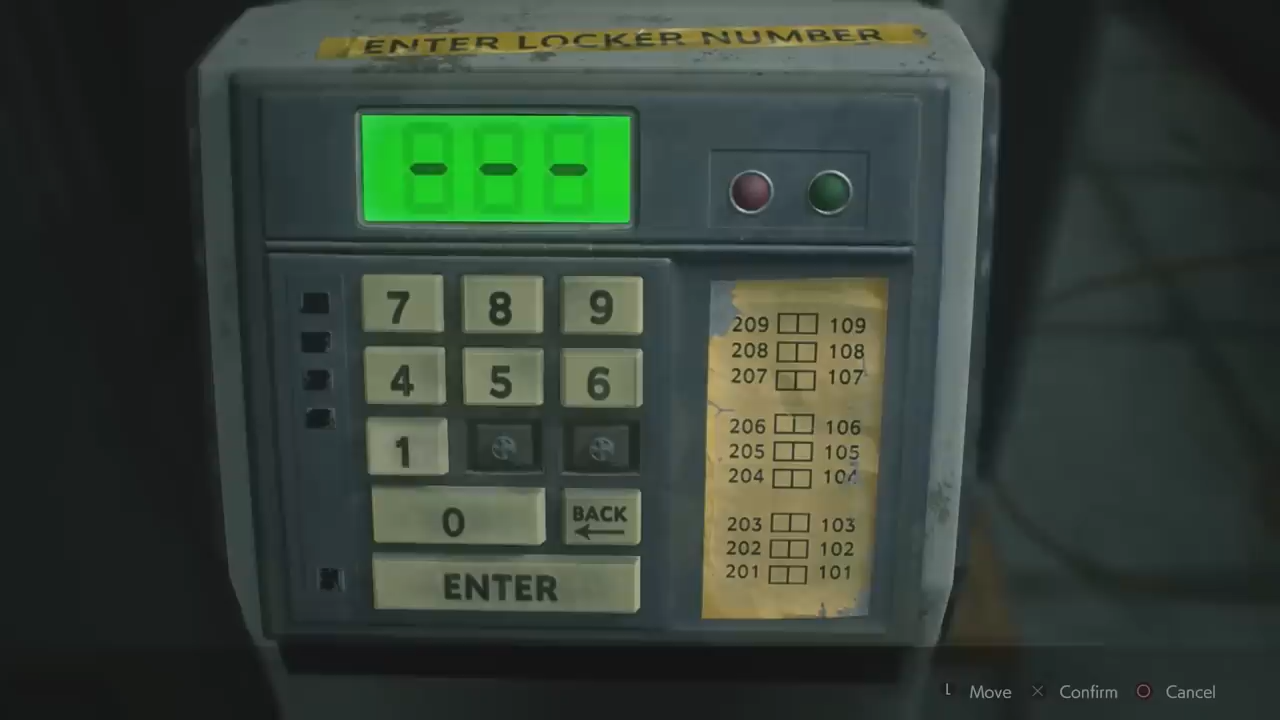 ENTER LOCKER NUMBER
- - -
7 8 9
4 5 6
1
0 BACK
ENTER
209 109
208 108
207 107
206 106
205 105
204 104
203 103
202 102
201 101
L Move × Confirm ○ Cancel